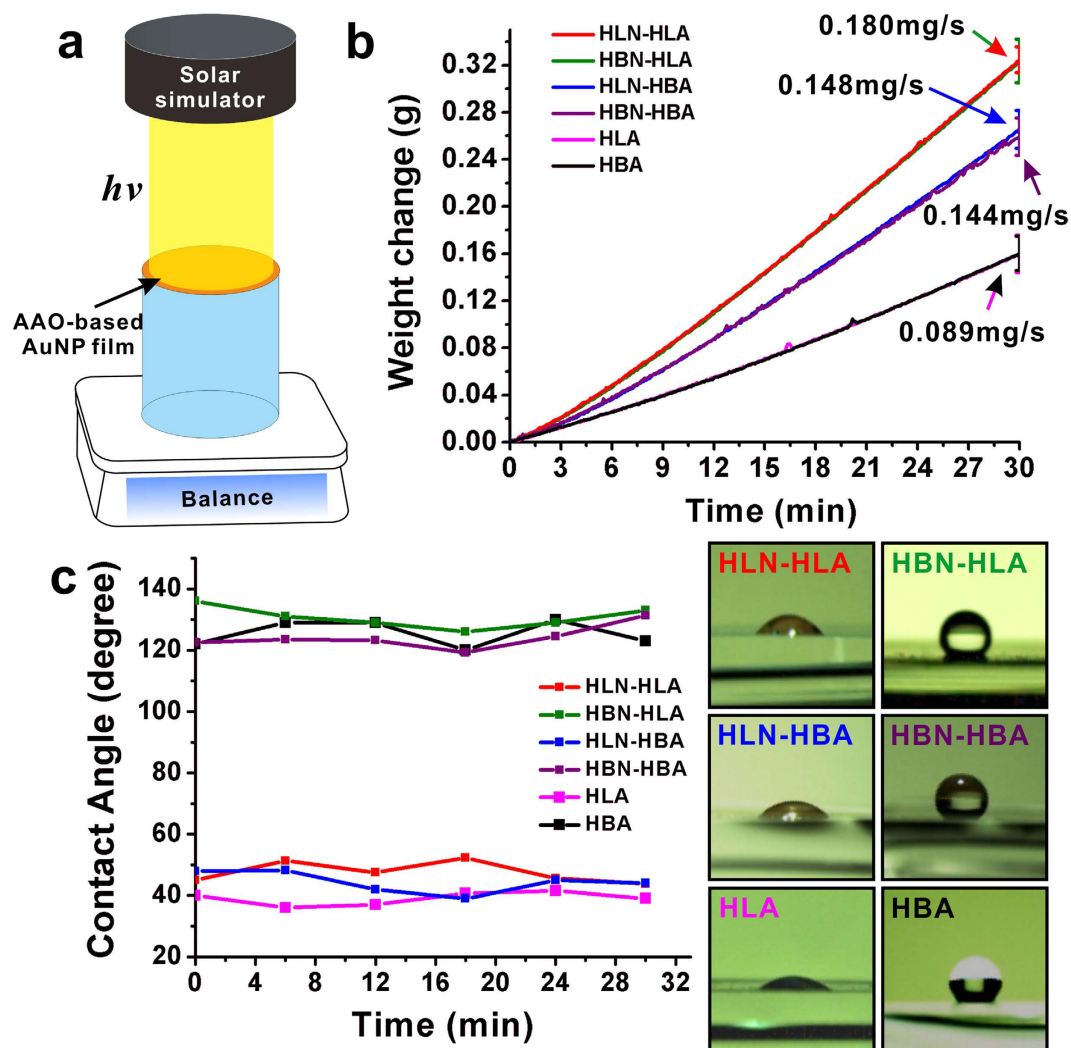 a
Solar
simulator
hν
AAO-based
AuNP film
Balance
b
Weight change (g)
0.32
0.28
0.24
0.20
0.16
0.12
0.08
0.04
0.00
HLN-HLA
HBN-HLA
HLN-HBA
HBN-HBA
HLA
HBA
0.180mg/s
0.148mg/s
0.144mg/s
0.089mg/s
0 3 6 9 12 15 18 21 24 27 30
Time (min)
c
Contact Angle (degree)
140
120
100
80
60
40
20
HLN-HLA
HBN-HLA
HLN-HBA
HBN-HBA
HLA
HBA
0 4 8 12 16 20 24 28 32
Time (min)
HLN-HLA
HBN-HLA
HLN-HBA
HBN-HBA
HLA
HBA